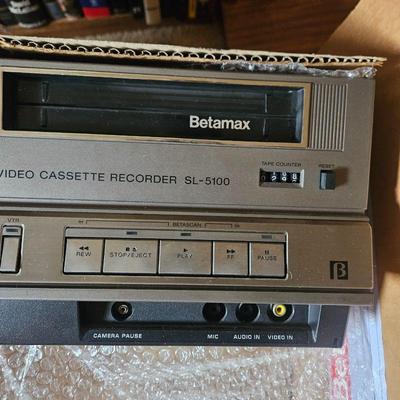 Betamax
VIDEO CASSETTE RECORDER SL-5100
TAPE COUNTER
RESET
VTR
BETASCAN
REW
STOP/EJECT
PLAY
FF
PAUSE
β
CAMERA PAUSE
MIC
AUDIO IN
VIDEO IN